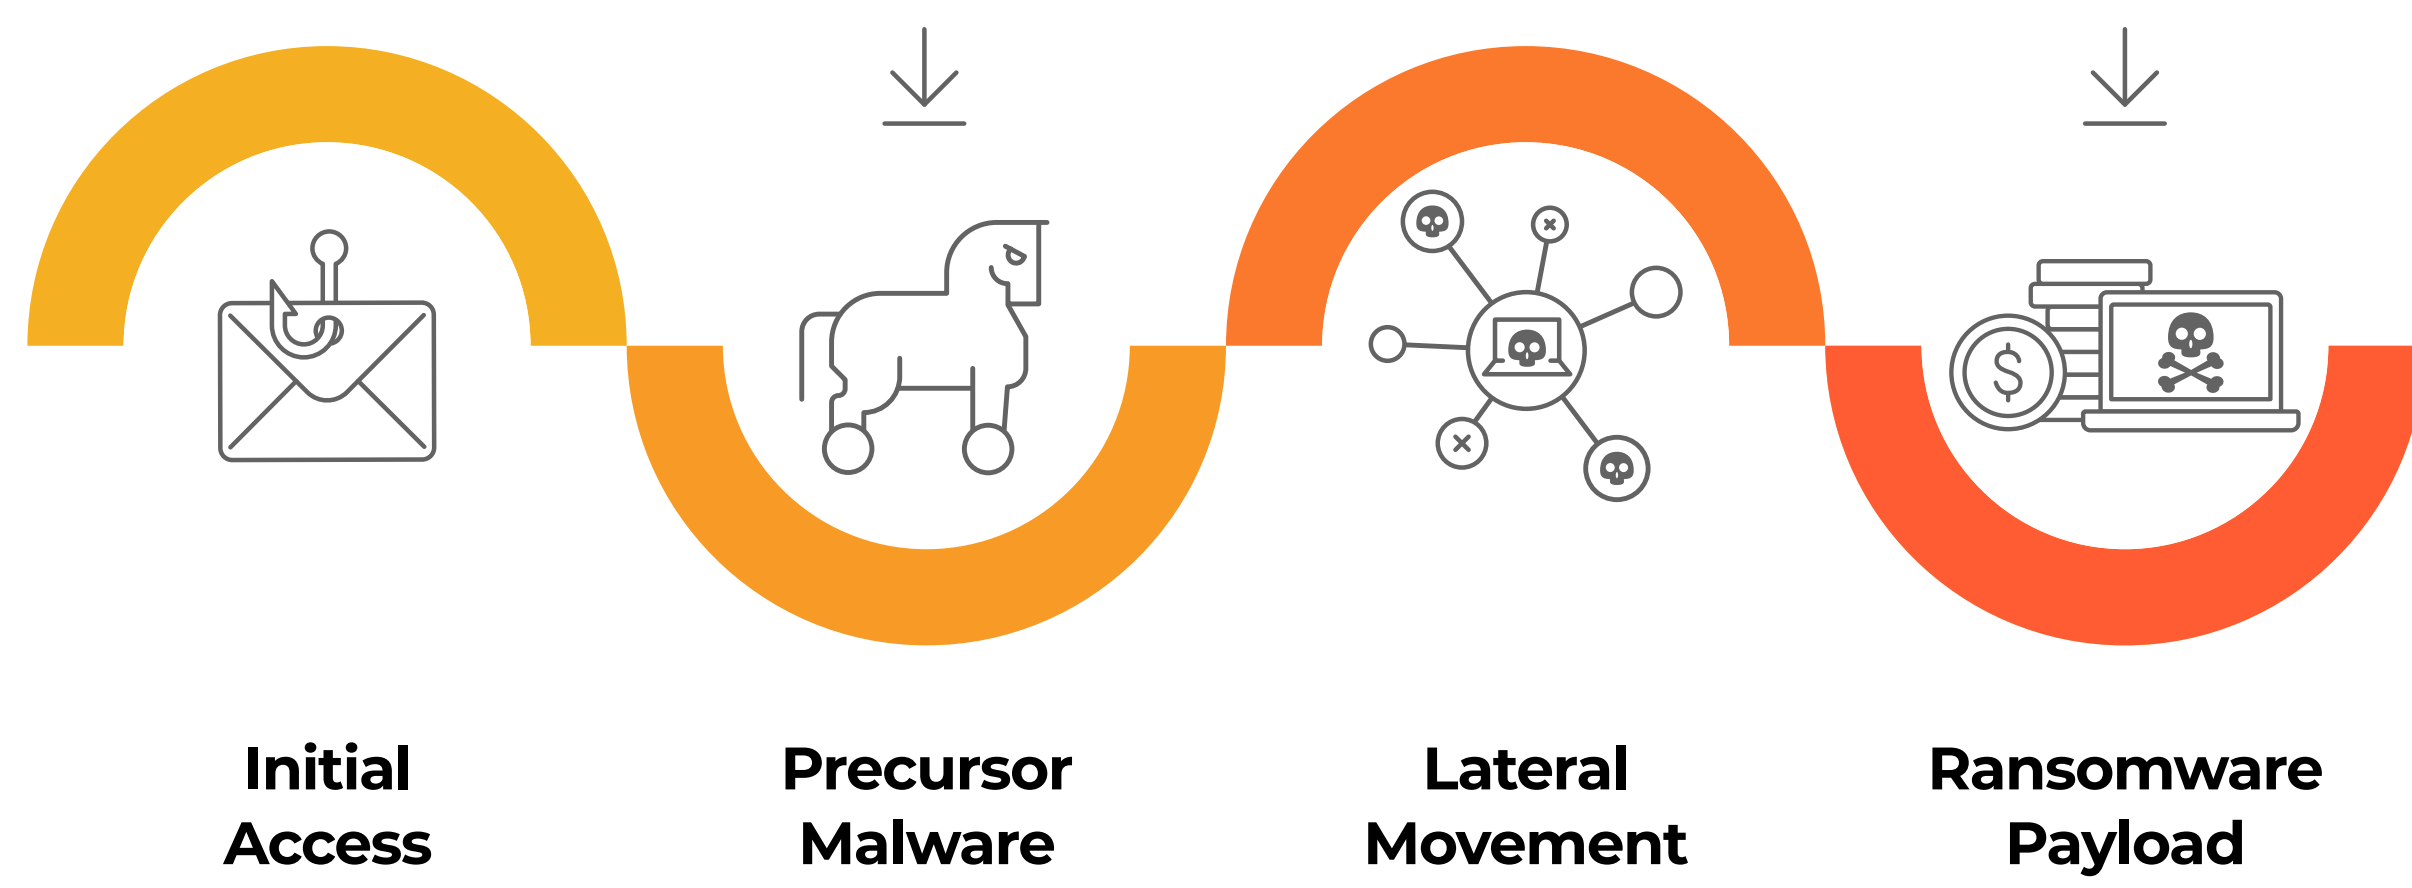 Initial
Access
Precursor
Malware
Lateral
Movement
Ransomware
Payload
$